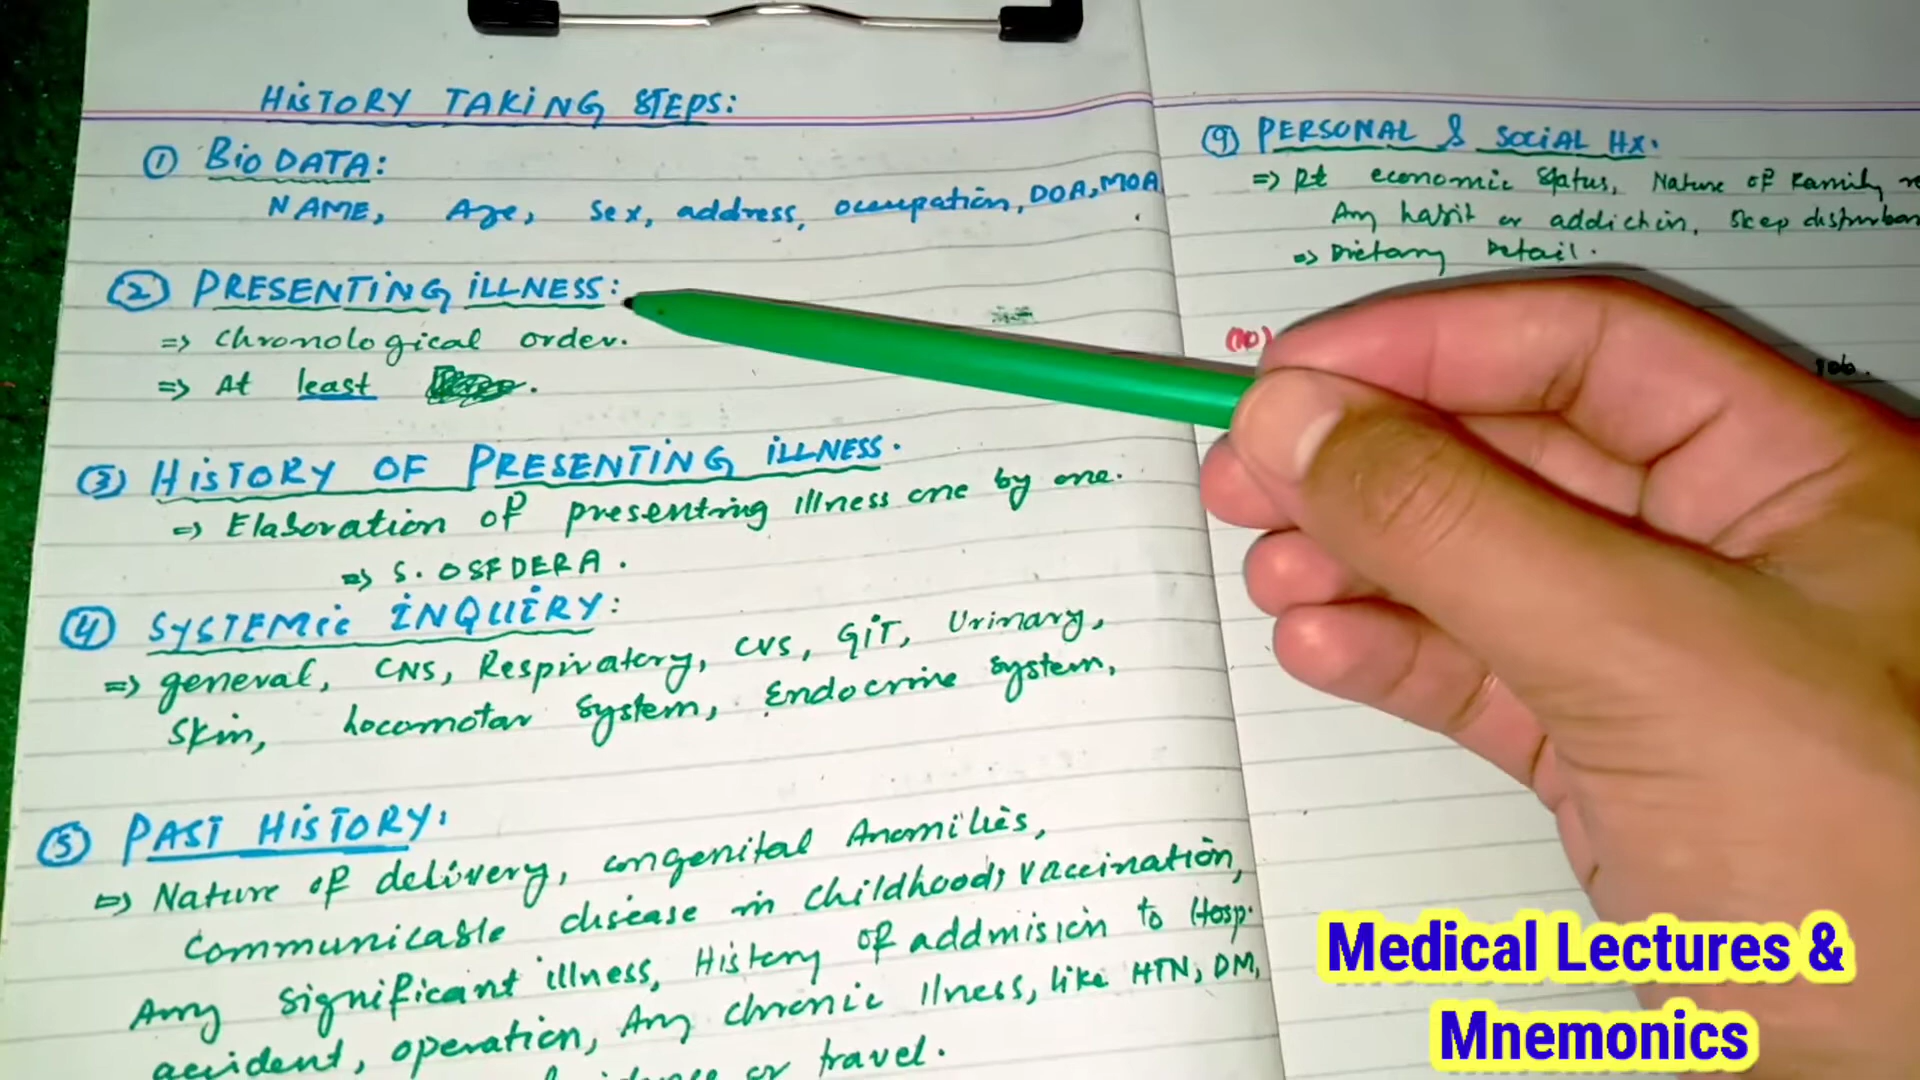 HISTORY TAKING STEPS:
① BIO DATA:
NAME, Age, Sex, address, occupation, DOA, MOA
② PRESENTING ILLNESS:
=> Chronological order.
=> At least .
③ HISTORY OF PRESENTING ILLNESS.
=> Elaboration of presenting illness one by one.
=> S. OSFDERA.
④ SYSTEMIC INQUIRY:
=> general, CNS, Respiratory, CVS, GIT, Urinary,
Skin, Locomotor system, Endocrine system,
⑤ PAST HISTORY:
=> Nature of delivery, congenital Anomilies,
Communicable disease in childhood, vaccination,
Any significant illness, History of addmision to Hosp.
accident, operation, Any chronic illness, like HTN, DM,
or travel.
⑨ PERSONAL & SOCIAL HX.
=> Pt economic status, Nature of Family
Any habit or addiction, Sleep disturban
=> Dietary Detail.
(10)
Medical Lectures &
Mnemonics